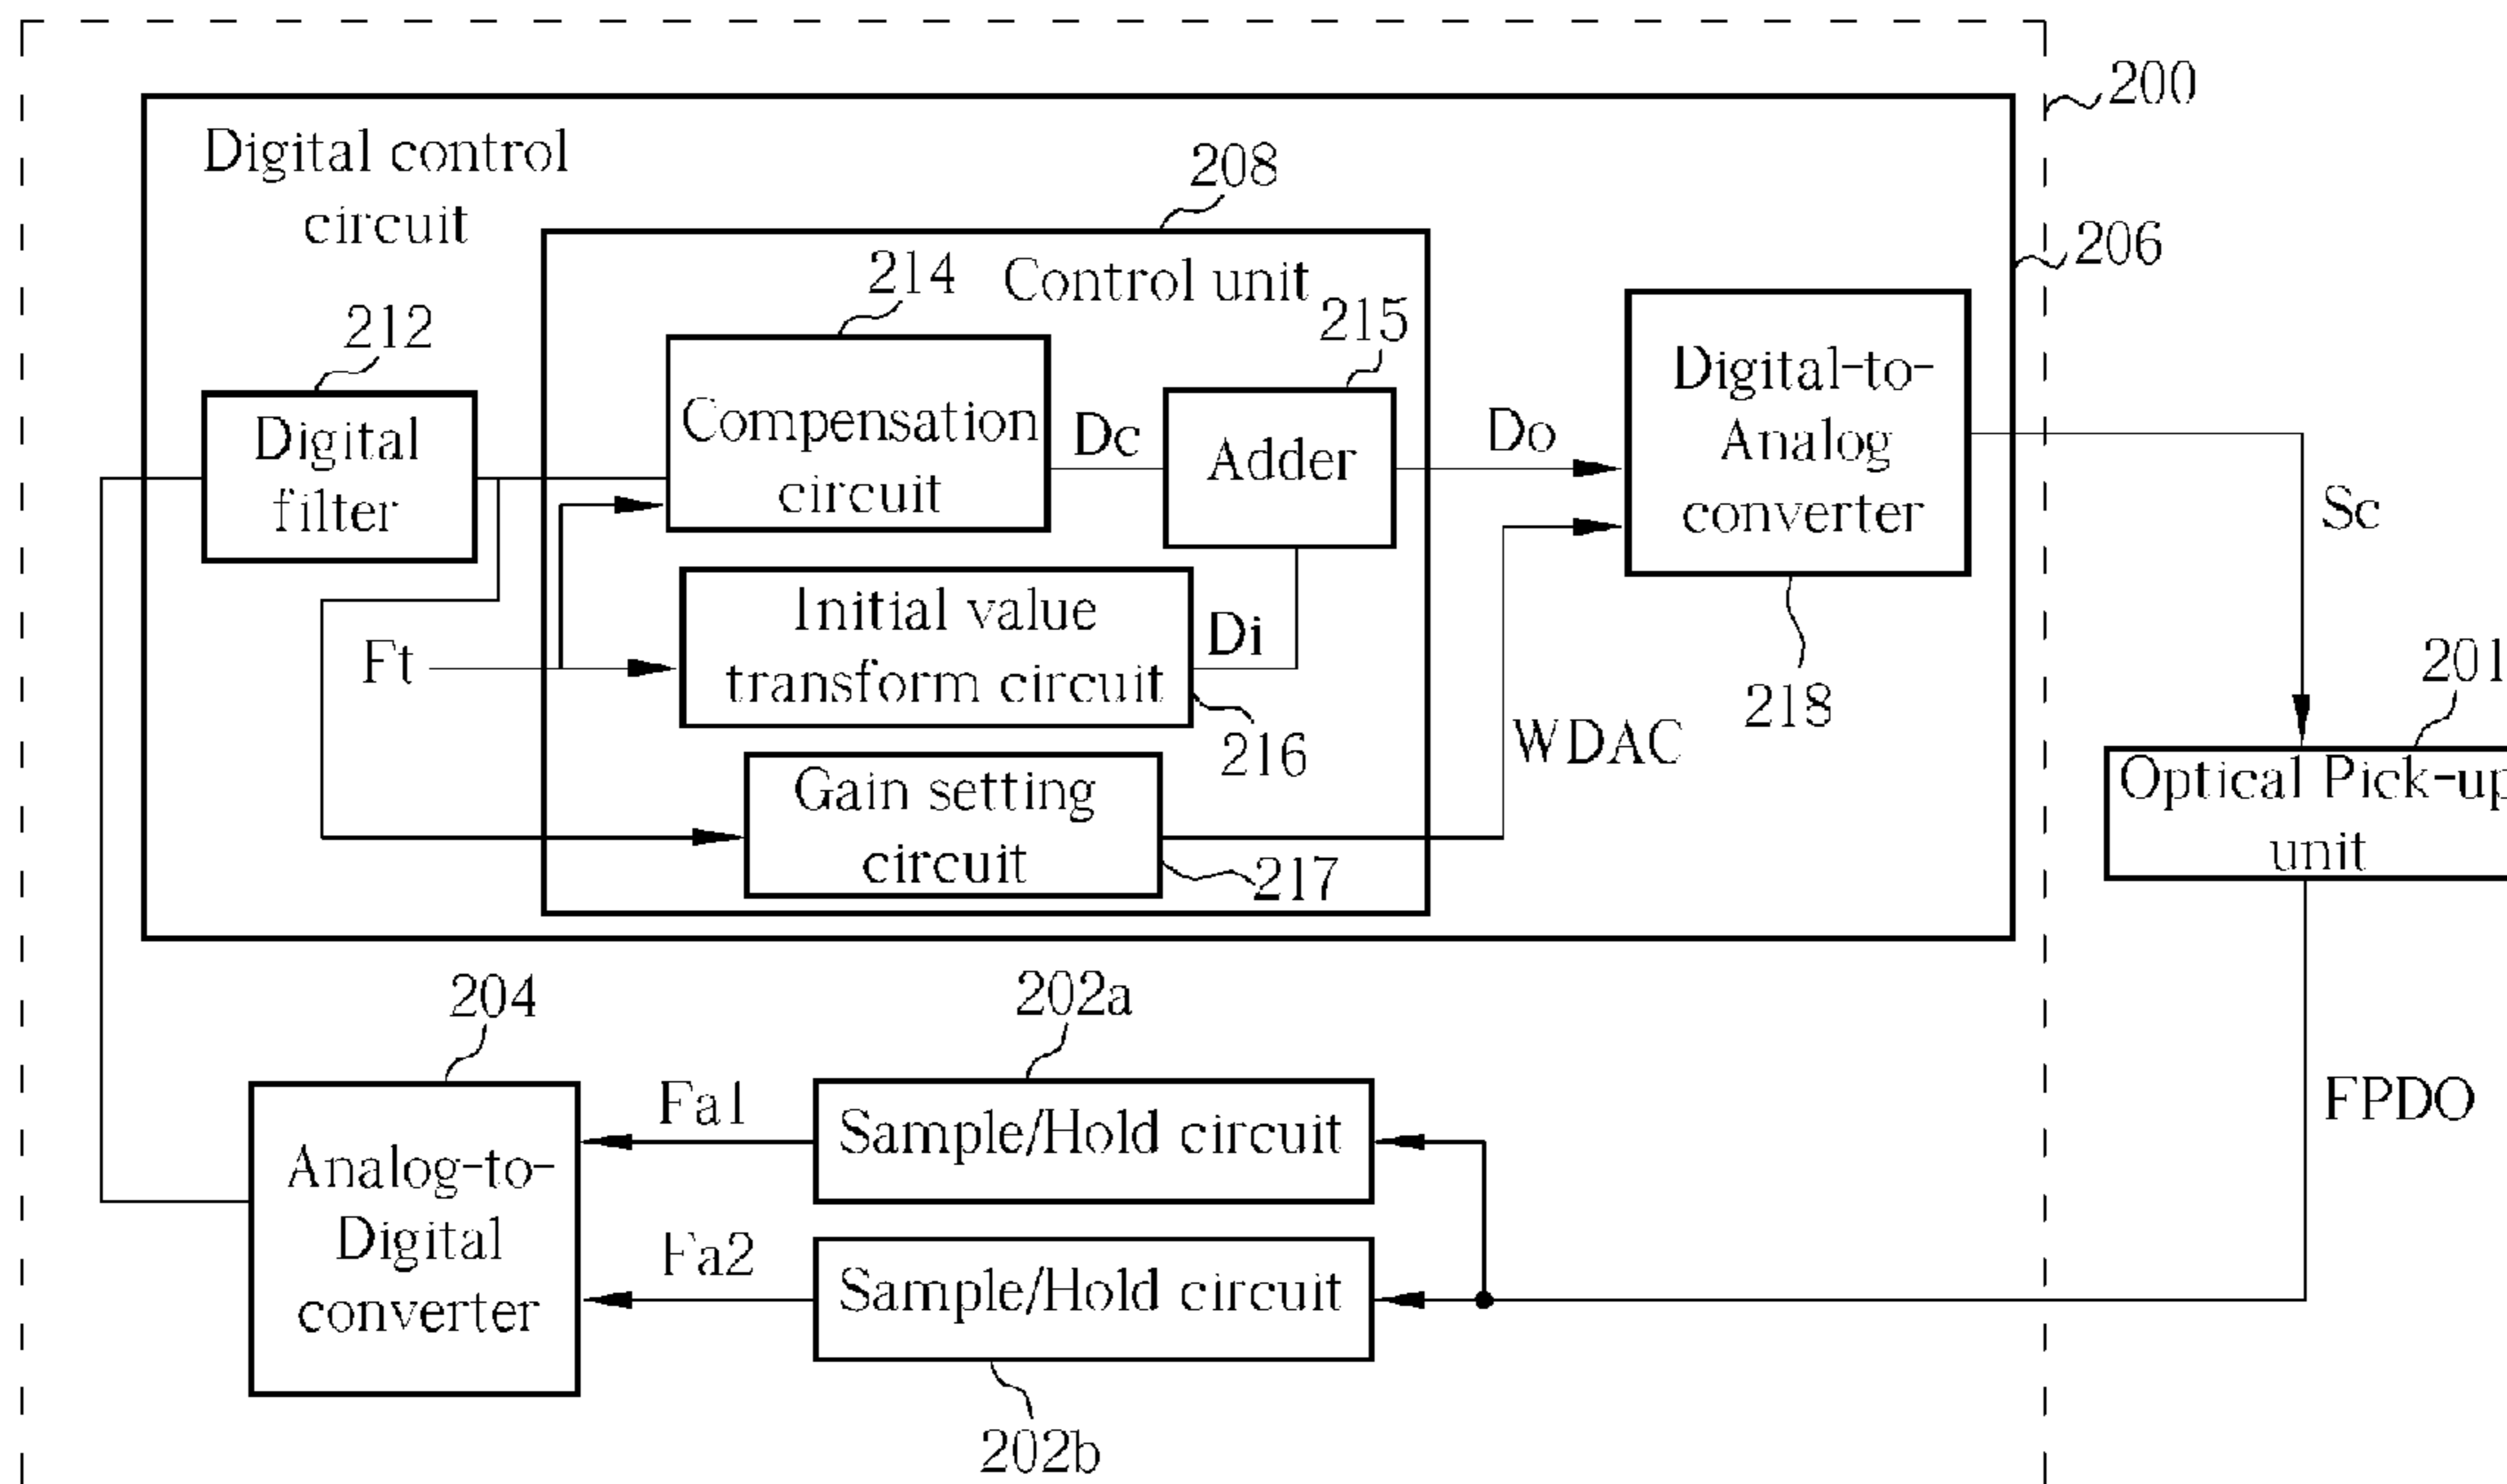 200
Digital control
circuit
208
206
214
Control unit
212
215
Digital
filter
Compensation
circuit
Dc
Adder
Do
Digital-to-
Analog
converter
Sc
Ft
Initial value
transform circuit
Di
216
218
201
WDAC
Gain setting
circuit
217
Optical Pick-up
unit
204
202a
Fa1
Sample/Hold circuit
FPDO
Analog-to-
Digital
converter
Fa2
Sample/Hold circuit
202b